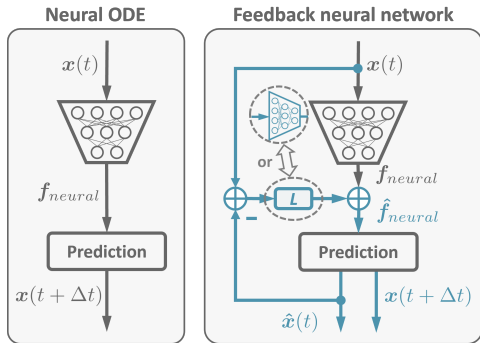 Neural ODE
x(t)
f_neural
Prediction
x(t + Δt)
Feedback neural network
x(t)
or
f_neural
L
f̂_neural
–
Prediction
x̂(t)
x(t + Δt)